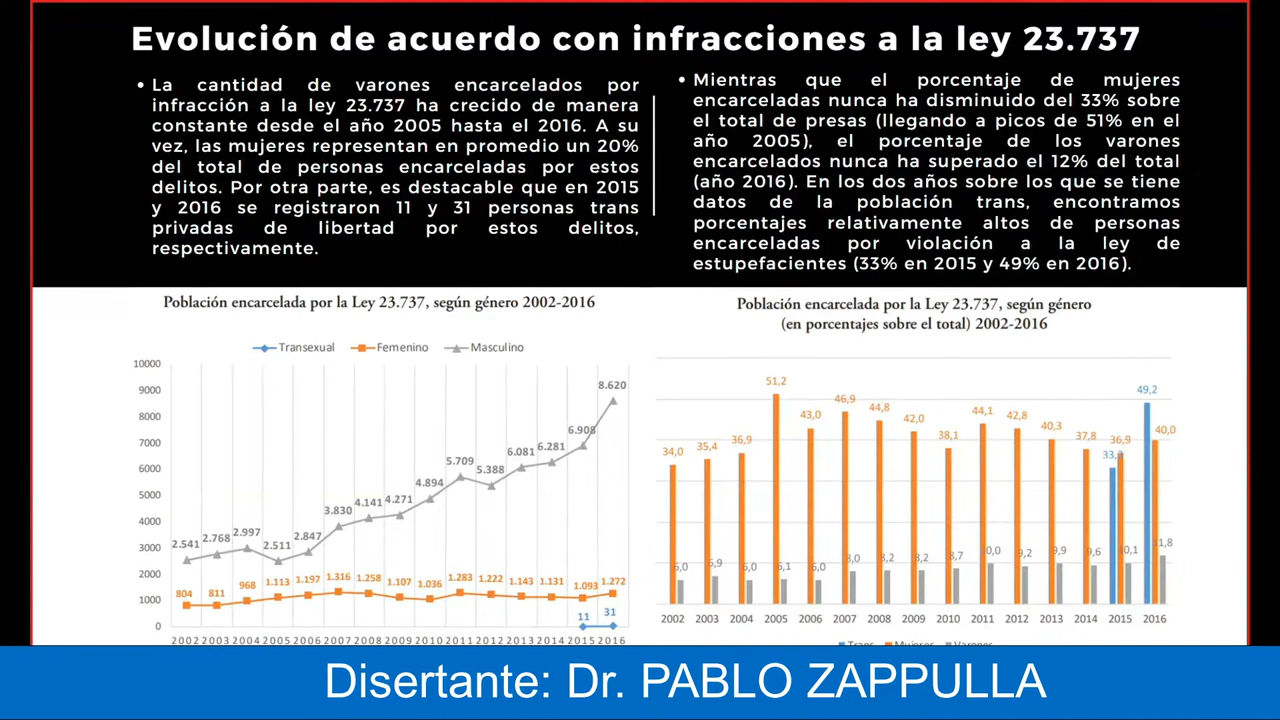 Evolución de acuerdo con infracciones a la ley 23.737
• La cantidad de varones encarcelados por
infracción a la ley 23.737 ha crecido de manera
constante desde el año 2005 hasta el 2016. A su
vez, las mujeres representan en promedio un 20%
del total de personas encarceladas por estos
delitos. Por otra parte, es destacable que en 2015
y 2016 se registraron 11 y 31 personas trans
privadas de libertad por estos delitos,
respectivamente.
• Mientras que el porcentaje de mujeres
encarceladas nunca ha disminuido del 33% sobre
el total de presas (llegando a picos de 51% en el
año 2005), el porcentaje de los varones
encarcelados nunca ha superado el 12% del total
(año 2016). En los dos años sobre los que se tiene
datos de la población trans, encontramos
porcentajes relativamente altos de personas
encarceladas por violación a la ley de
estupefacientes (33% en 2015 y 49% en 2016).
Población encarcelada por la Ley 23.737, según género 2002-2016
Transexual Femenino Masculino
10000
9000
8000
7000
6000
5000
4000
3000
2000
1000
0
2.541 2.768 2.997 2.511 2.847 3.830 4.141 4.271 4.894 5.709 5.388 6.081 6.281 6.908 8.620
804 811 968 1.113 1.197 1.316 1.258 1.107 1.036 1.283 1.222 1.143 1.131 1.093 1.272
11 31
2002 2003 2004 2005 2006 2007 2008 2009 2010 2011 2012 2013 2014 2015 2016
Población encarcelada por la Ley 23.737, según género
(en porcentajes sobre el total) 2002-2016
34,0 35,4 36,9 51,2 43,0 46,9 44,8 42,0 38,1 44,1 42,8 40,3 37,8 36,9 40,0
49,2
2002 2003 2004 2005 2006 2007 2008 2009 2010 2011 2012 2013 2014 2015 2016
Trans Mujeres Varones
Disertante: Dr. PABLO ZAPPULLA